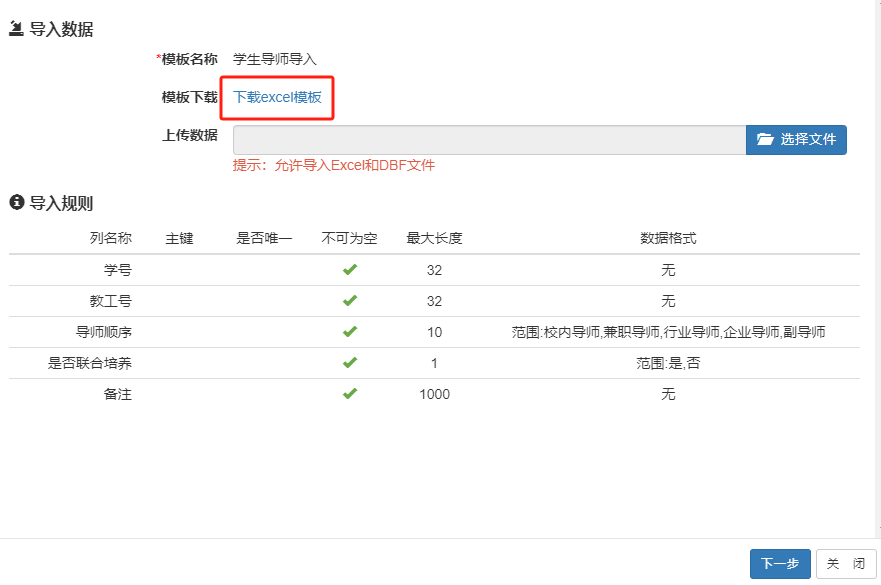 导入数据
*模板名称 学生导师导入
模板下载 下载excel模板
上传数据 选择文件
提示：允许导入Excel和DBF文件
导入规则
列名称 主键 是否唯一 不可为空 最大长度 数据格式
学号 32 无
教工号 32 无
导师顺序 10 范围:校内导师,兼职导师,行业导师,企业导师,副导师
是否联合培养 1 范围:是,否
备注 1000 无
下一步 关 闭